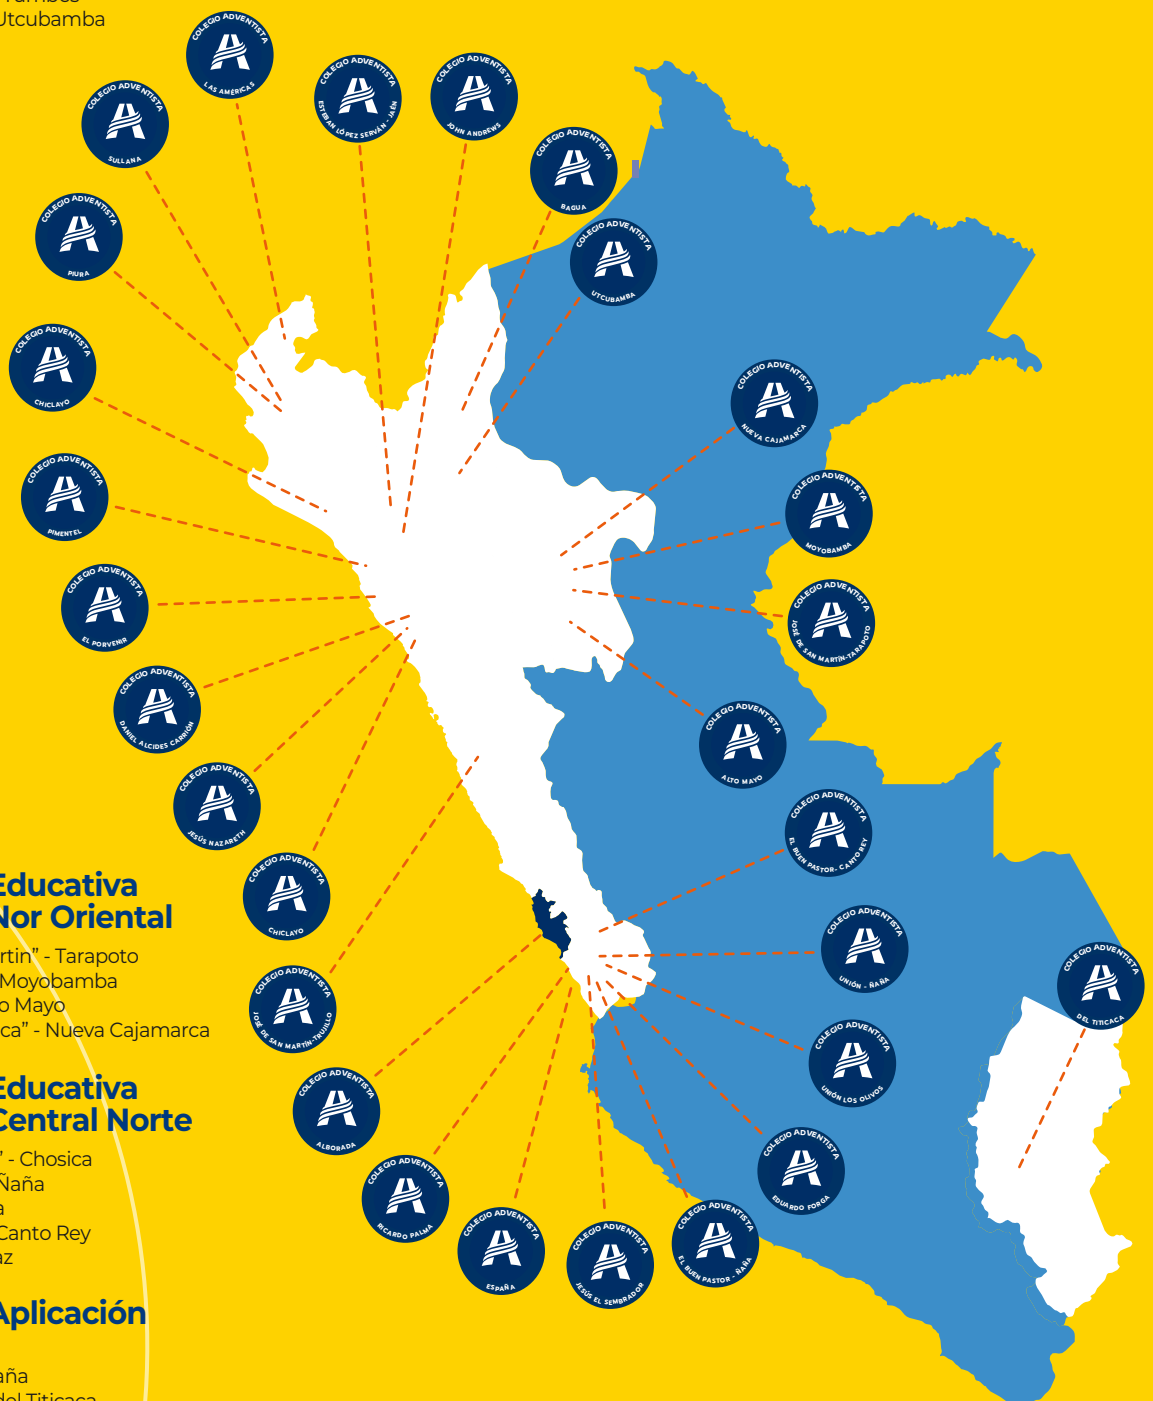 Utcubamba
COLEGIO ADVENTISTA
LAS AMÉRICAS
COLEGIO ADVENTISTA
ESTEBAN LÓPEZ SERVÁN - JAÉN
COLEGIO ADVENTISTA
JOHN ANDREWS
COLEGIO ADVENTISTA
SULLANA
COLEGIO ADVENTISTA
BAGUA
COLEGIO ADVENTISTA
PIURA
COLEGIO ADVENTISTA
UTCUBAMBA
COLEGIO ADVENTISTA
CHICLAYO
COLEGIO ADVENTISTA
NUEVA CAJAMARCA
COLEGIO ADVENTISTA
PIMENTEL
COLEGIO ADVENTISTA
MOYOBAMBA
COLEGIO ADVENTISTA
EL PORVENIR
COLEGIO ADVENTISTA
JOSÉ DE SAN MARTÍN-TARAPOTO
COLEGIO ADVENTISTA
DANIEL ALCIDES CARRIÓN
COLEGIO ADVENTISTA
ALTO MAYO
COLEGIO ADVENTISTA
JESÚS NAZARETH
COLEGIO ADVENTISTA
EL BUEN PASTOR- CANTO REY
COLEGIO ADVENTISTA
CHICLAYO
COLEGIO ADVENTISTA
UNIÓN - ÑAÑA
COLEGIO ADVENTISTA
DEL TITICACA
COLEGIO ADVENTISTA
JOSÉ DE SAN MARTÍN-TRUJILLO
COLEGIO ADVENTISTA
UNIÓN LOS OLIVOS
COLEGIO ADVENTISTA
ALBORADA
COLEGIO ADVENTISTA
EDUARDO FORGA
COLEGIO ADVENTISTA
RICARDO PALMA
COLEGIO ADVENTISTA
ESPAÑA
COLEGIO ADVENTISTA
JESÚS EL SEMBRADOR
COLEGIO ADVENTISTA
EL BUEN PASTOR - ÑAÑA
Educativa
Nor Oriental
rtin” - Tarapoto
Moyobamba
o Mayo
ca” - Nueva Cajamarca
Educativa
Central Norte
” - Chosica
Ñaña
a
Canto Rey
az
Aplicación
aña
del Titicaca